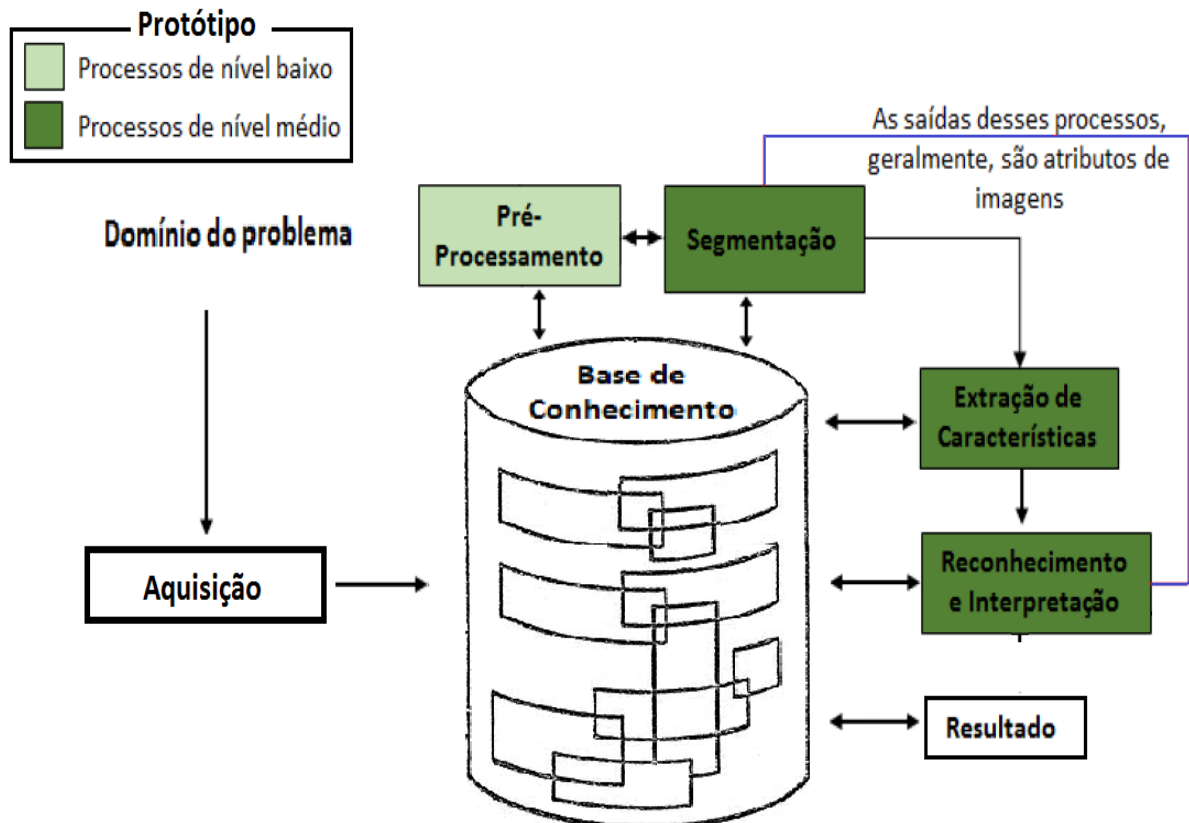 Protótipo
Processos de nível baixo
Processos de nível médio
As saídas desses processos,
geralmente, são atributos de
imagens
Domínio do problema
Pré-
Processamento
Segmentação
Base de
Conhecimento
Extração de
Características
Aquisição
Reconhecimento
e Interpretação
Resultado